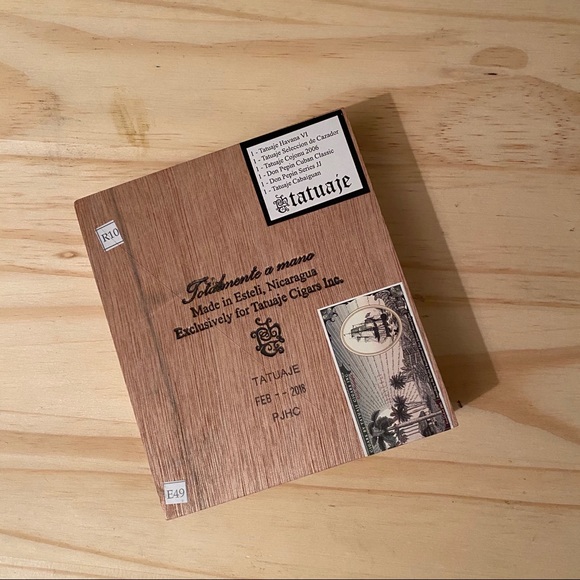 1 - Tatuaje Havana VI
1 - Tatuaje Seleccion de Cazador
1 - Tatuaje Cojonu 2006
1 - Don Pepin Cuban Classic
1 - Don Pepin Series JJ
1 - Tatuaje Cabaiguan
tatuaje
R10
Totalmente a mano
Made in Esteli, Nicaragua
Exclusively for Tatuaje Cigars Inc.
TATUAJE
FEB 1 - 2018
PJHC
E49